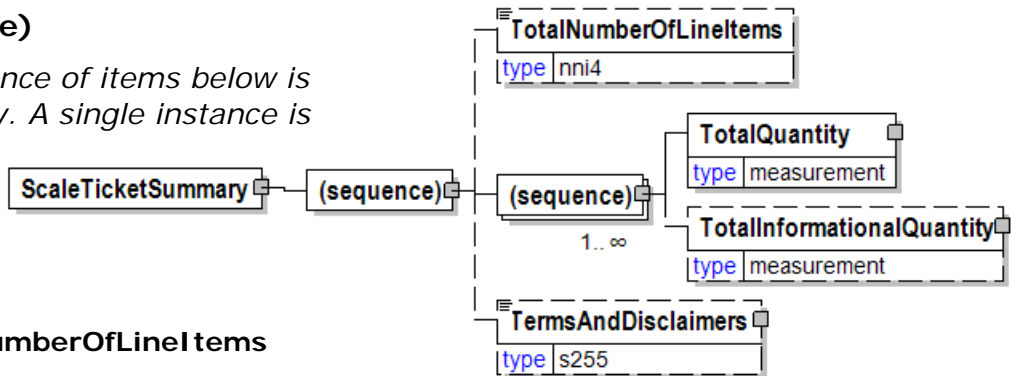 e)
nce of items below is
y. A single instance is
ScaleTicketSummary
(sequence)
TotalNumberOfLineItems
type nni4
(sequence)
1.. ∞
TotalQuantity
type measurement
TotalInformationalQuantity
type measurement
TermsAndDisclaimers
type s255
umberOfLineItems